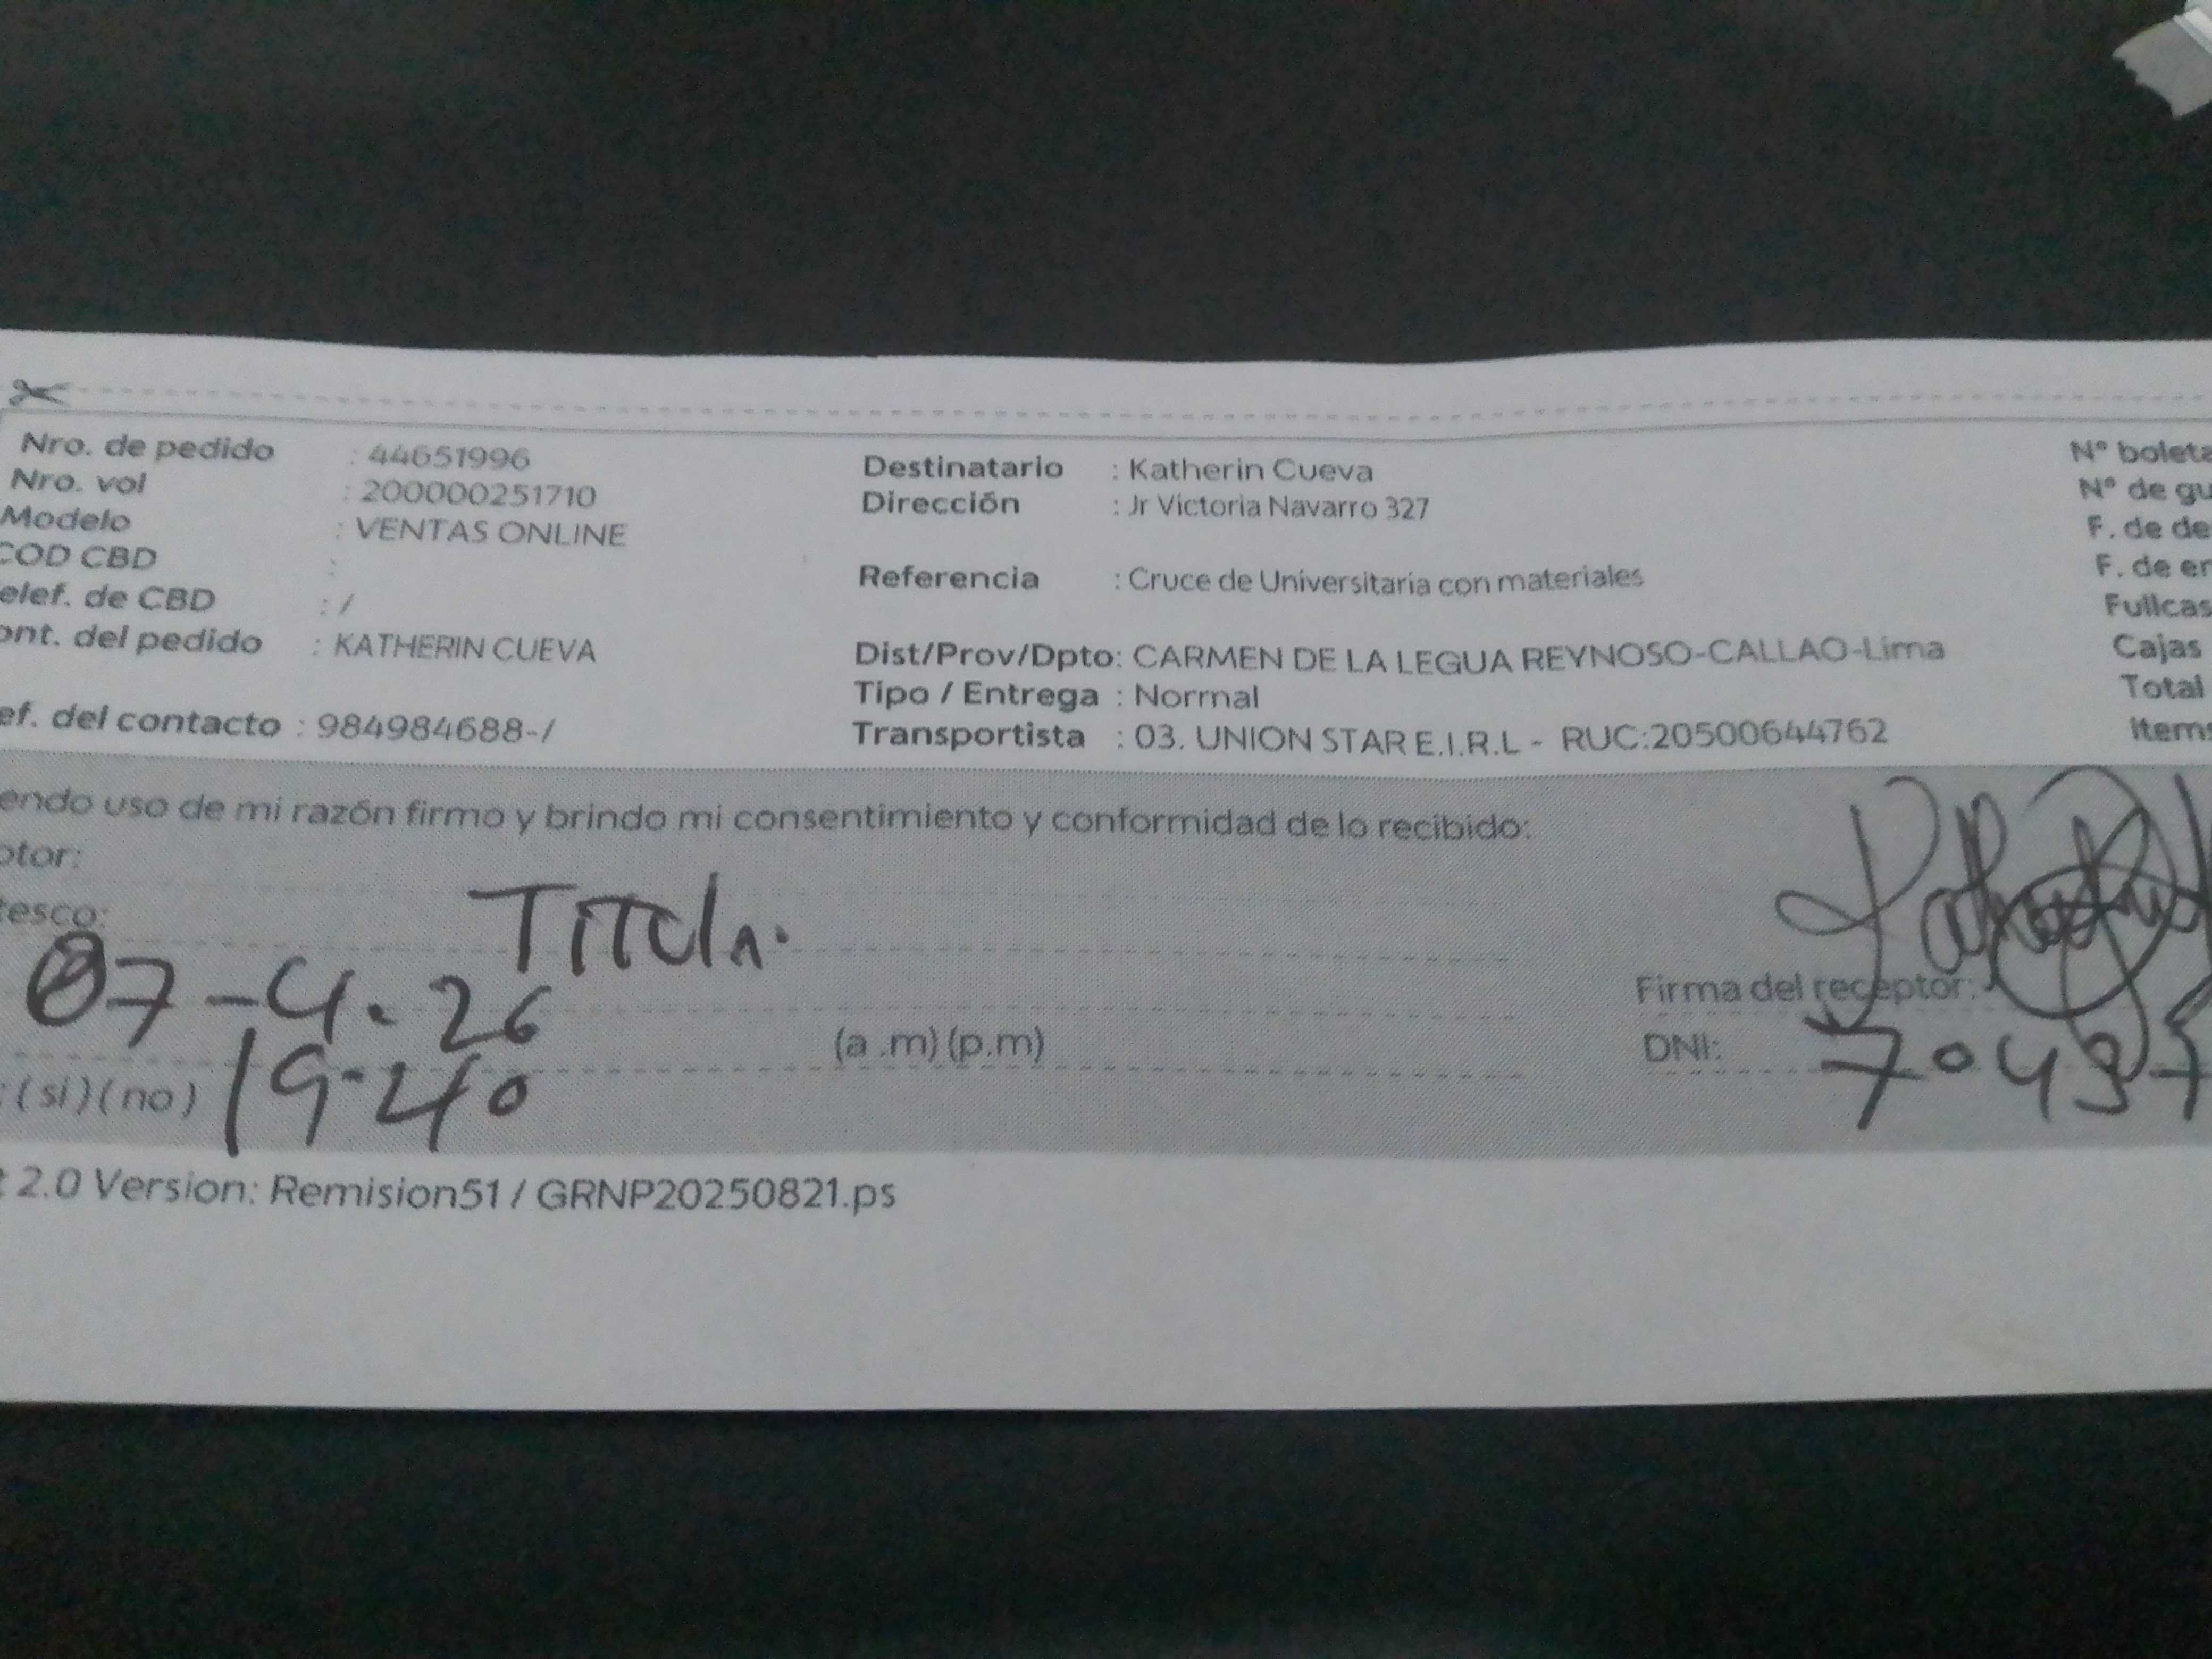 Nro. de pedido : 44651996
Nro. vol : 200000251710
Modelo : VENTAS ONLINE
COD CBD :
elef. de CBD : /
ont. del pedido : KATHERIN CUEVA
ef. del contacto : 984984688-/
Destinatario : Katherin Cueva
Dirección : Jr Victoria Navarro 327
Referencia : Cruce de Universitaria con materiales
Dist/Prov/Dpto: CARMEN DE LA LEGUA REYNOSO-CALLAO-Lima
Tipo / Entrega : Normal
Transportista : 03. UNION STAR E.I.R.L - RUC:20500644762
N° boleta
N° de gu
F. de de
F. de en
Fullcas
Cajas
Total
Items
endo uso de mi razón firmo y brindo mi consentimiento y conformidad de lo recibido:
ptor:
tesco:
Titula.
07-4.26
(a .m) (p.m)
: (si) (no) 19-40
Firma del receptor:
DNI: 70437
t 2.0 Version: Remision51 / GRNP20250821.ps